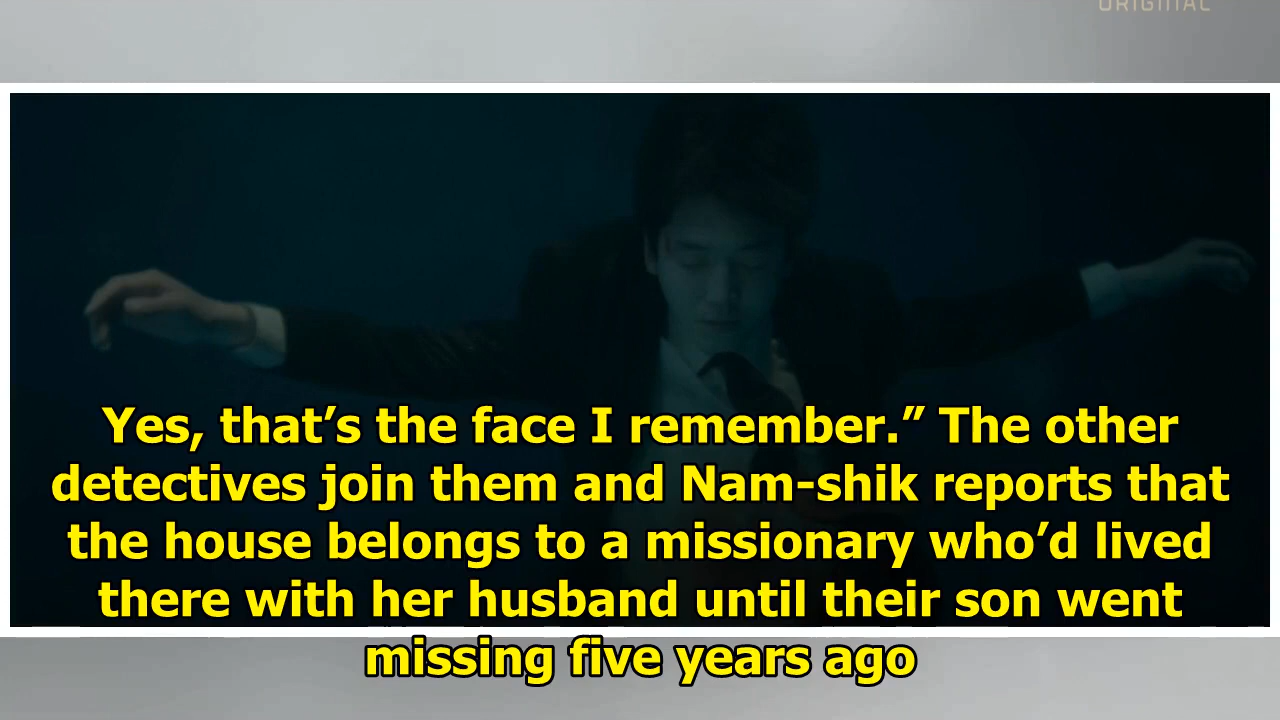 ORIGINAL
Yes, that’s the face I remember.” The other
detectives join them and Nam-shik reports that
the house belongs to a missionary who’d lived
there with her husband until their son went
missing five years ago